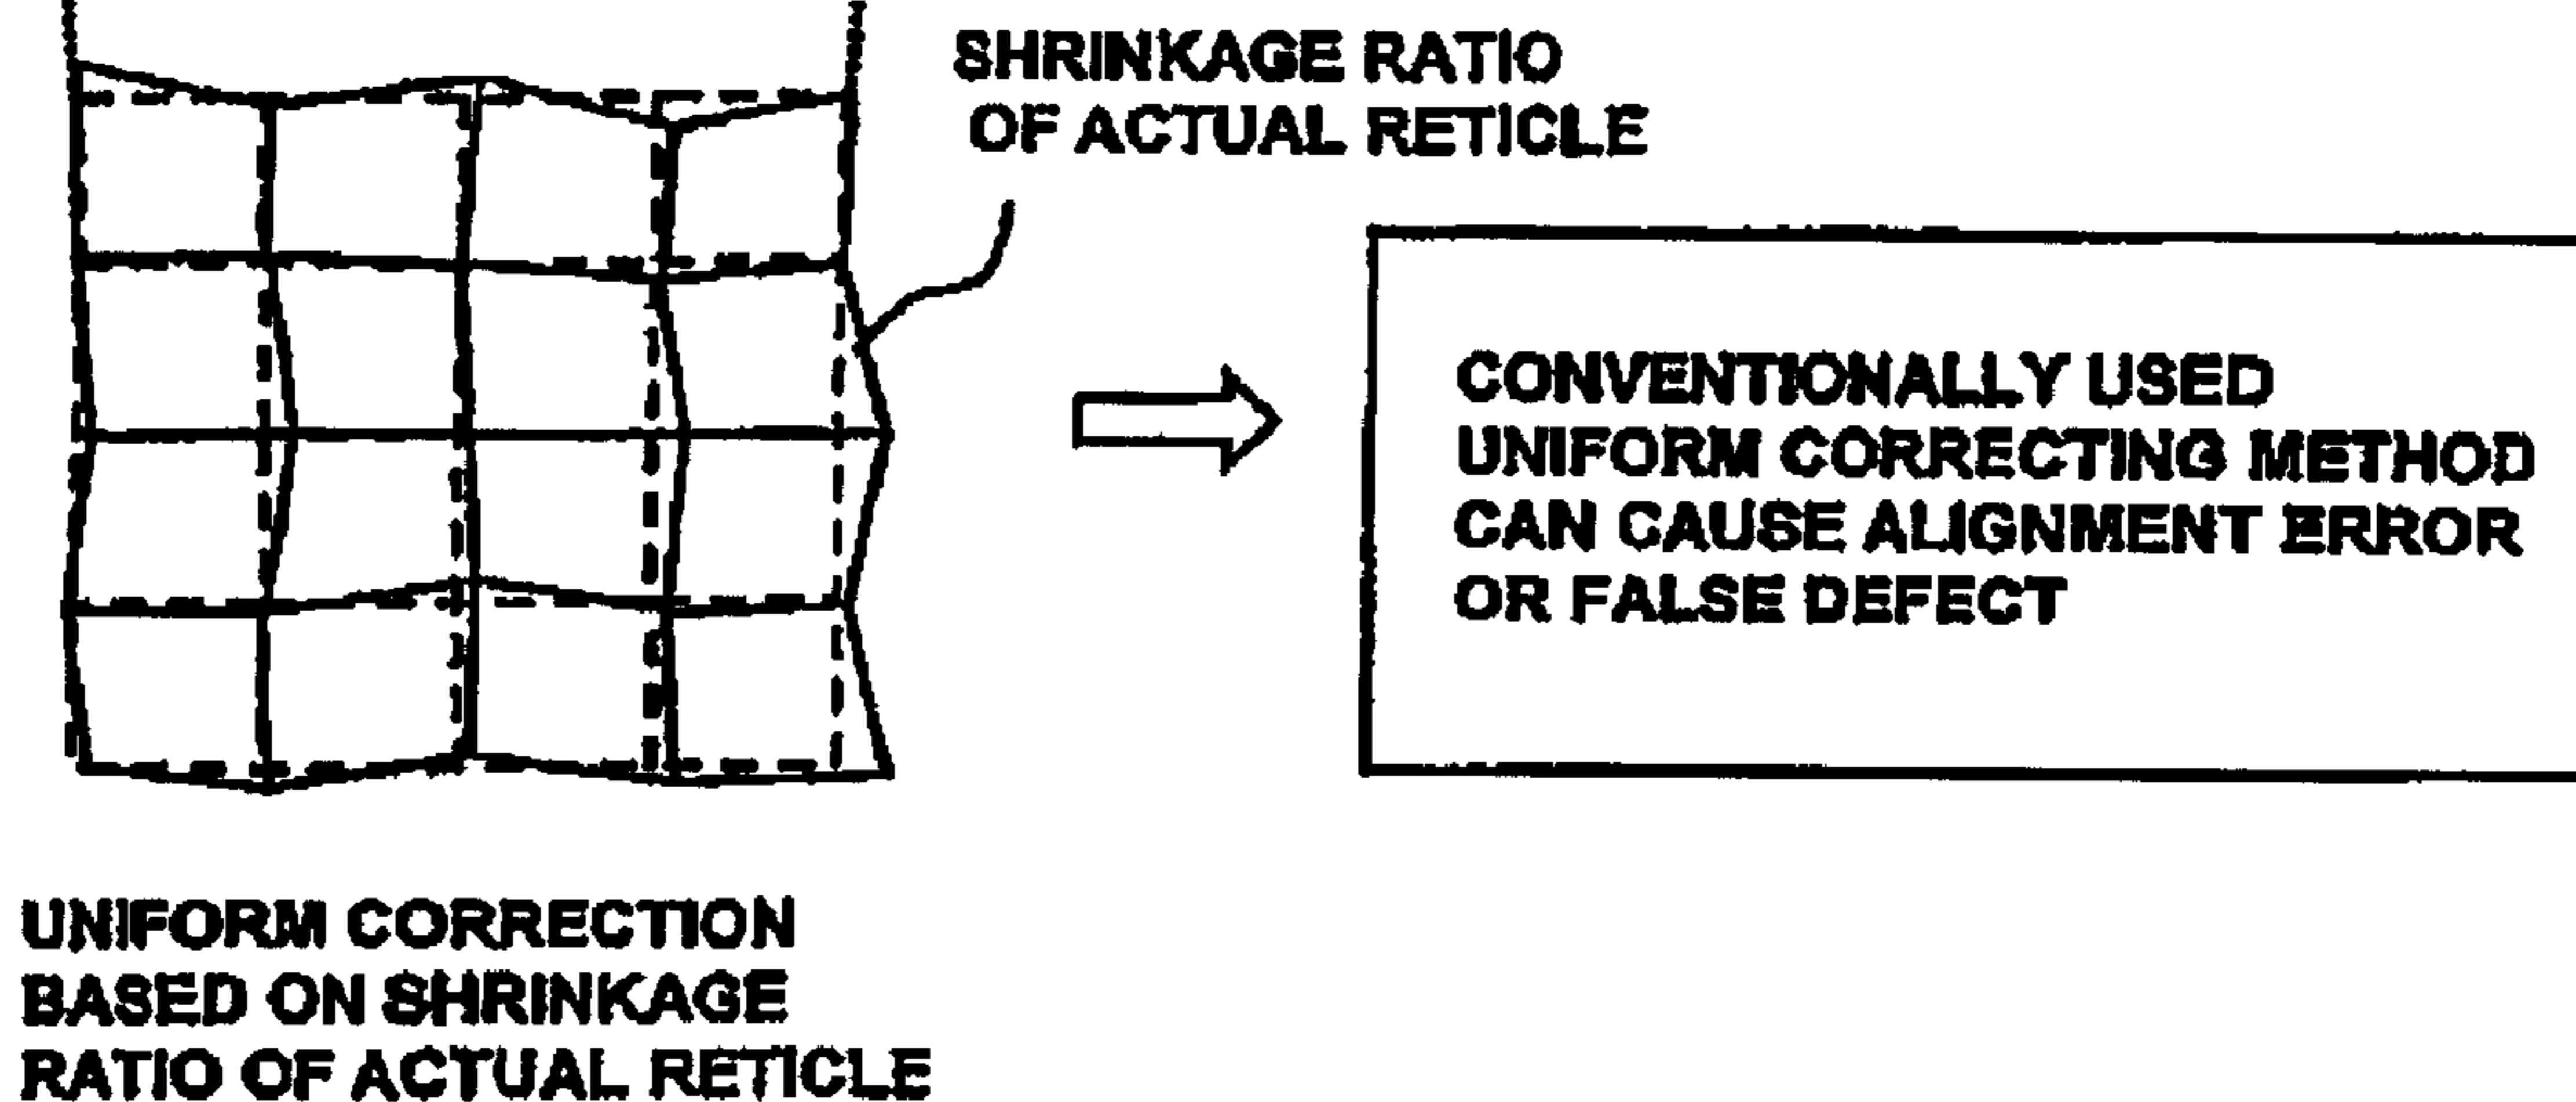 SHRINKAGE RATIO
OF ACTUAL RETICLE
CONVENTIONALLY USED
UNIFORM CORRECTING METHOD
CAN CAUSE ALIGNMENT ERROR
OR FALSE DEFECT
UNIFORM CORRECTION
BASED ON SHRINKAGE
RATIO OF ACTUAL RETICLE